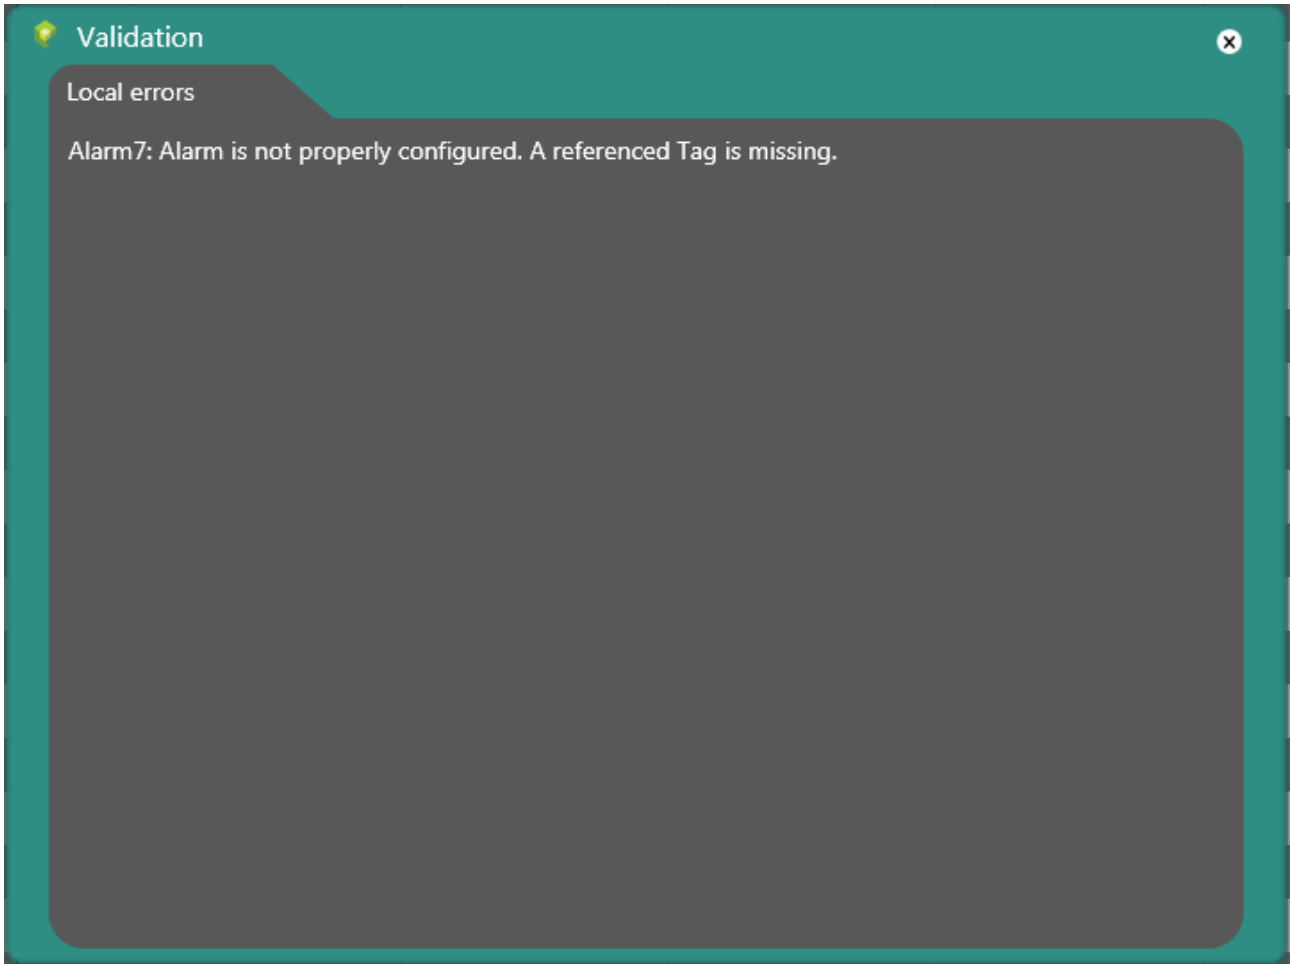 Validation
Local errors
Alarm7: Alarm is not properly configured. A referenced Tag is missing.